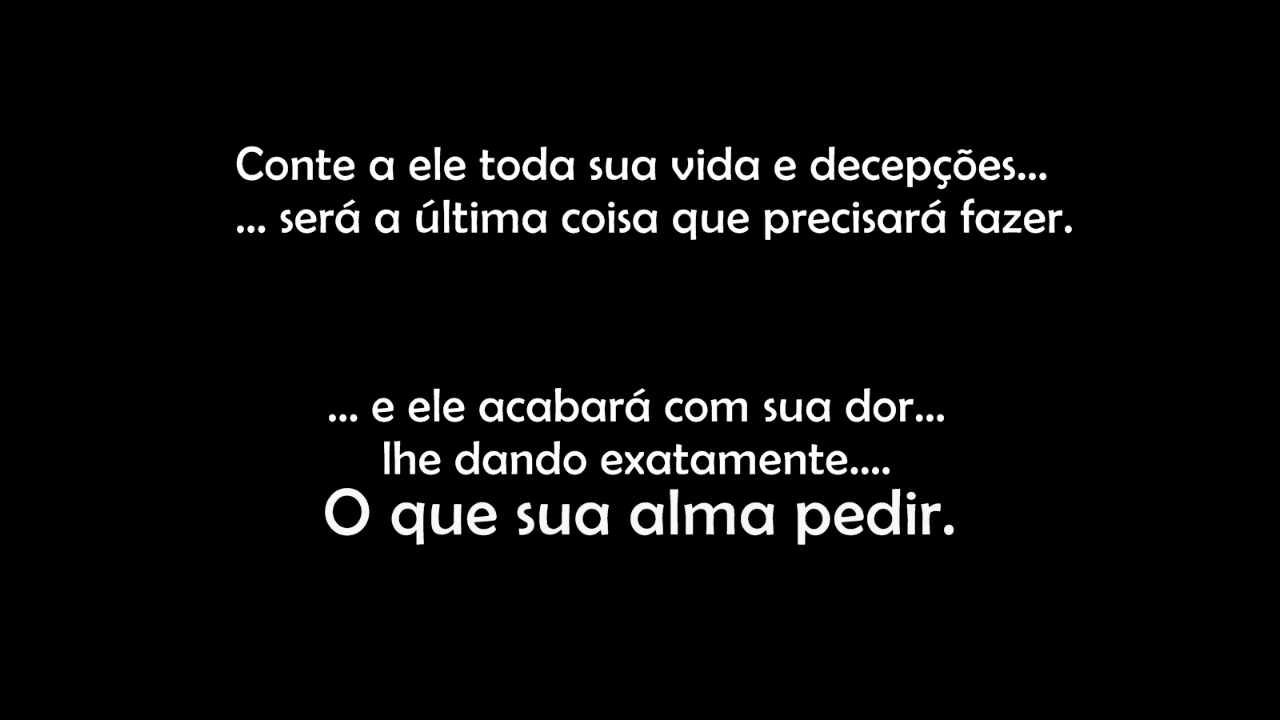 Conte a ele toda sua vida e decepções...
... será a última coisa que precisará fazer.
... e ele acabará com sua dor...
lhe dando exatamente....
O que sua alma pedir.